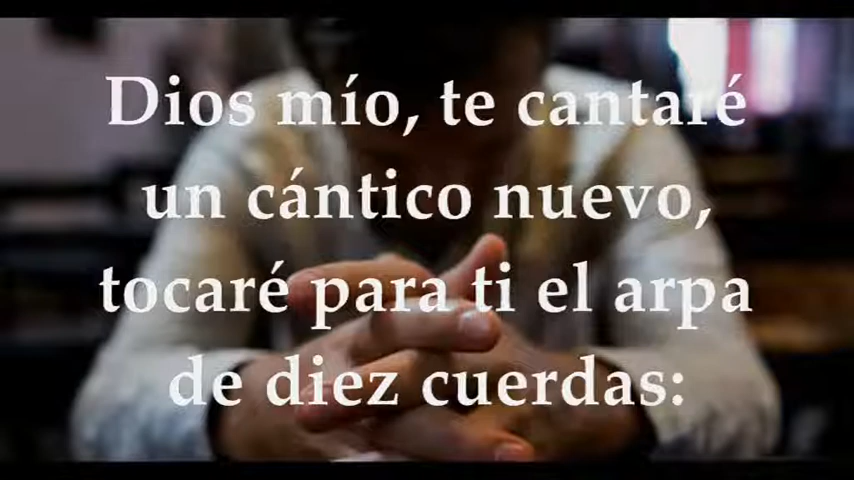 Dios mío, te cantaré
un cántico nuevo,
tocaré para ti el arpa
de diez cuerdas: